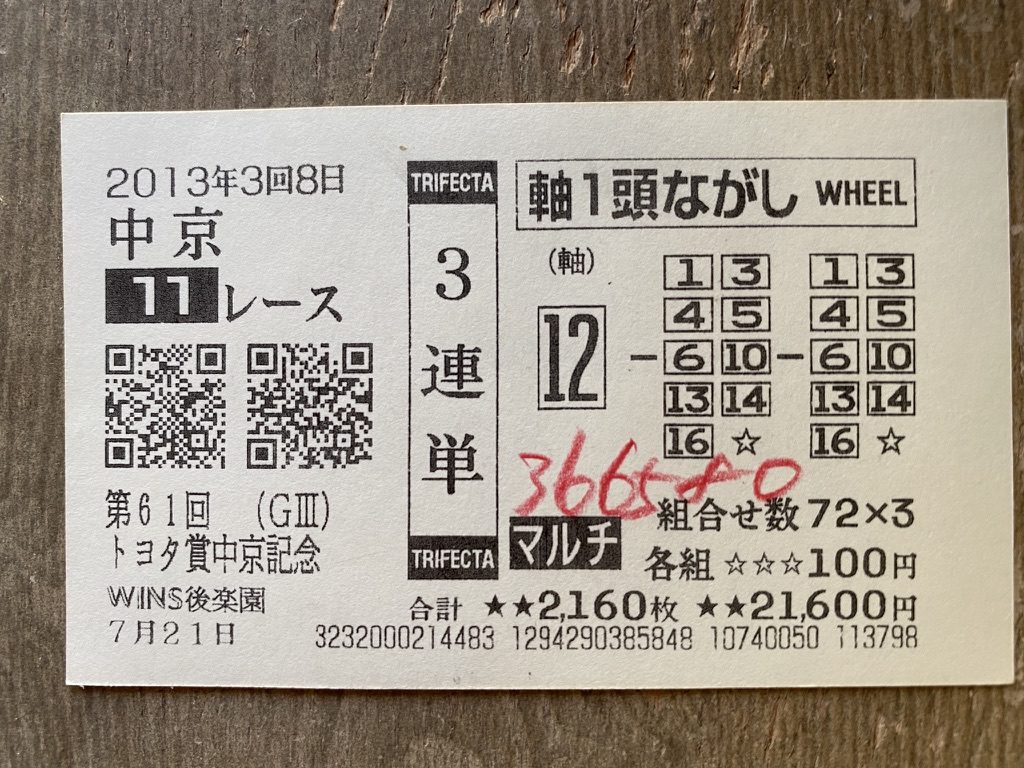 2013年3回8日
中京
11レース
第61回 (GⅢ)
トヨタ賞中京記念
WINS後楽園
7月21日
TRIFECTA
3連単
TRIFECTA
軸1頭ながし WHEEL
(軸)
12
1 3 1 3
4 5 4 5
— 6 10 — 6 10
13 14 13 14
16 ☆ 16 ☆
マルチ
組合せ数 72×3
各組 ☆☆☆100円
合計 ★★2,160枚 ★★21,600円
3232000214483 1294290385848 10740050 113798